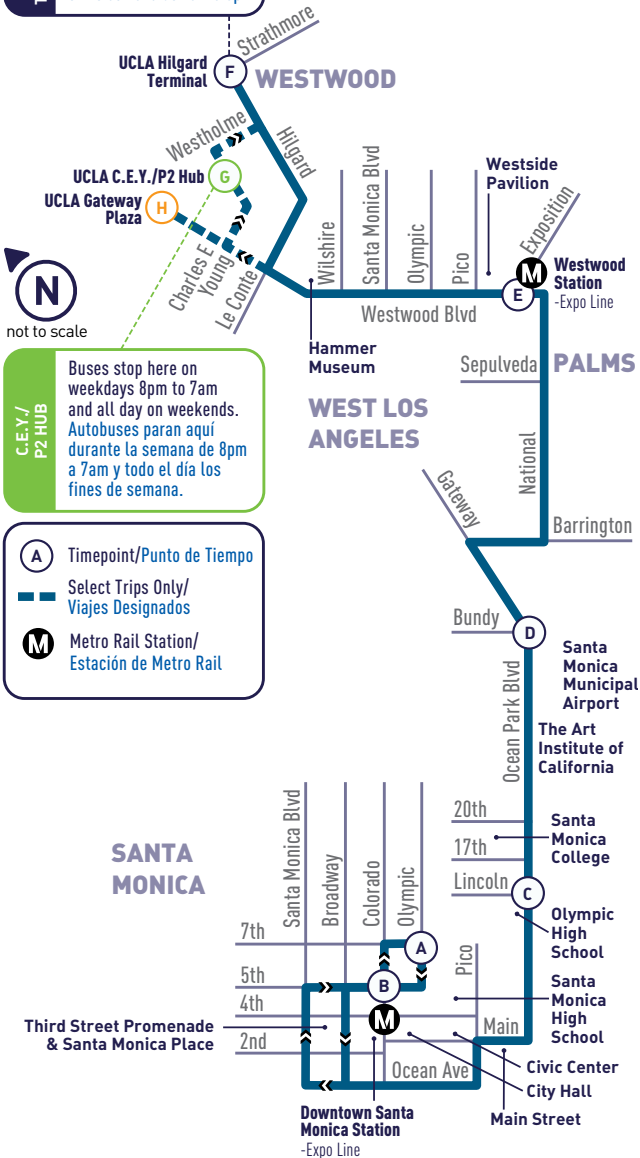 Strathmore
UCLA Hilgard
Terminal
F
WESTWOOD
Westholme
Hilgard
UCLA C.E.Y./P2 Hub
G
UCLA Gateway
Plaza
H
Charles E
Young
Le Conte
Wilshire
Santa Monica Blvd
Olympic
Pico
Westside
Pavilion
Exposition
M
E
Westwood
Station
-Expo Line
N
not to scale
Westwood Blvd
Hammer
Museum
Sepulveda
PALMS
WEST LOS
ANGELES
C.E.Y./
P2 HUB
Buses stop here on
weekdays 8pm to 7am
and all day on weekends.
Autobuses paran aquí
durante la semana de 8pm
a 7am y todo el día los
fines de semana.
National
Gateway
Barrington
A
Timepoint/Punto de Tiempo
Select Trips Only/
Viajes Designados
M
Metro Rail Station/
Estación de Metro Rail
Bundy
D
Santa
Monica
Municipal
Airport
Ocean Park Blvd
The Art
Institute of
California
20th
Santa
Monica
College
17th
Lincoln
C
Olympic
High
School
SANTA
MONICA
Santa Monica Blvd
Broadway
Colorado
Olympic
7th
A
Pico
5th
B
Santa
Monica
High
School
4th
M
Main
Third Street Promenade
& Santa Monica Place
2nd
Ocean Ave
Civic Center
City Hall
Main Street
Downtown Santa
Monica Station
-Expo Line